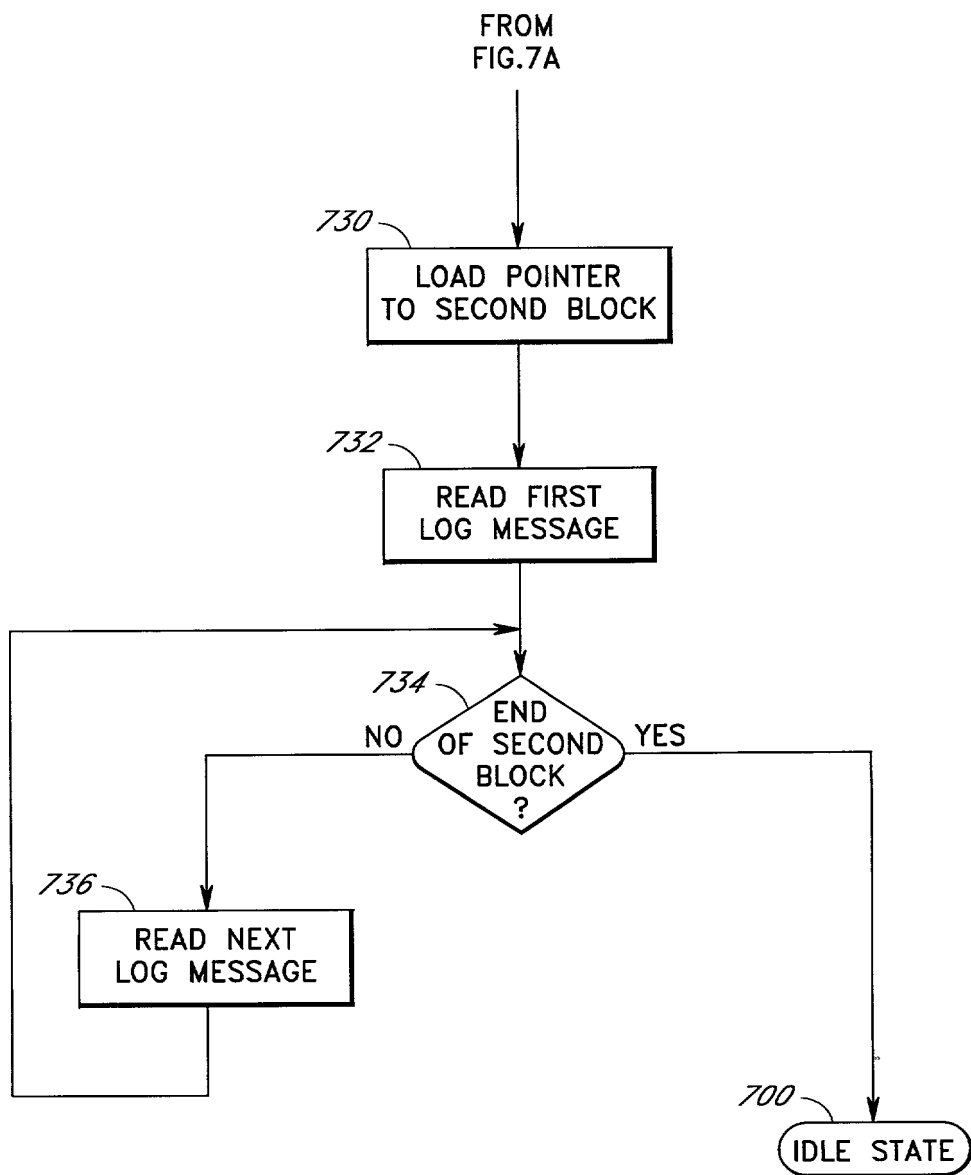 FROM
FIG.7A
730
LOAD POINTER
TO SECOND BLOCK
732
READ FIRST
LOG MESSAGE
734
END
OF SECOND
BLOCK
?
NO
YES
736
READ NEXT
LOG MESSAGE
700
IDLE STATE